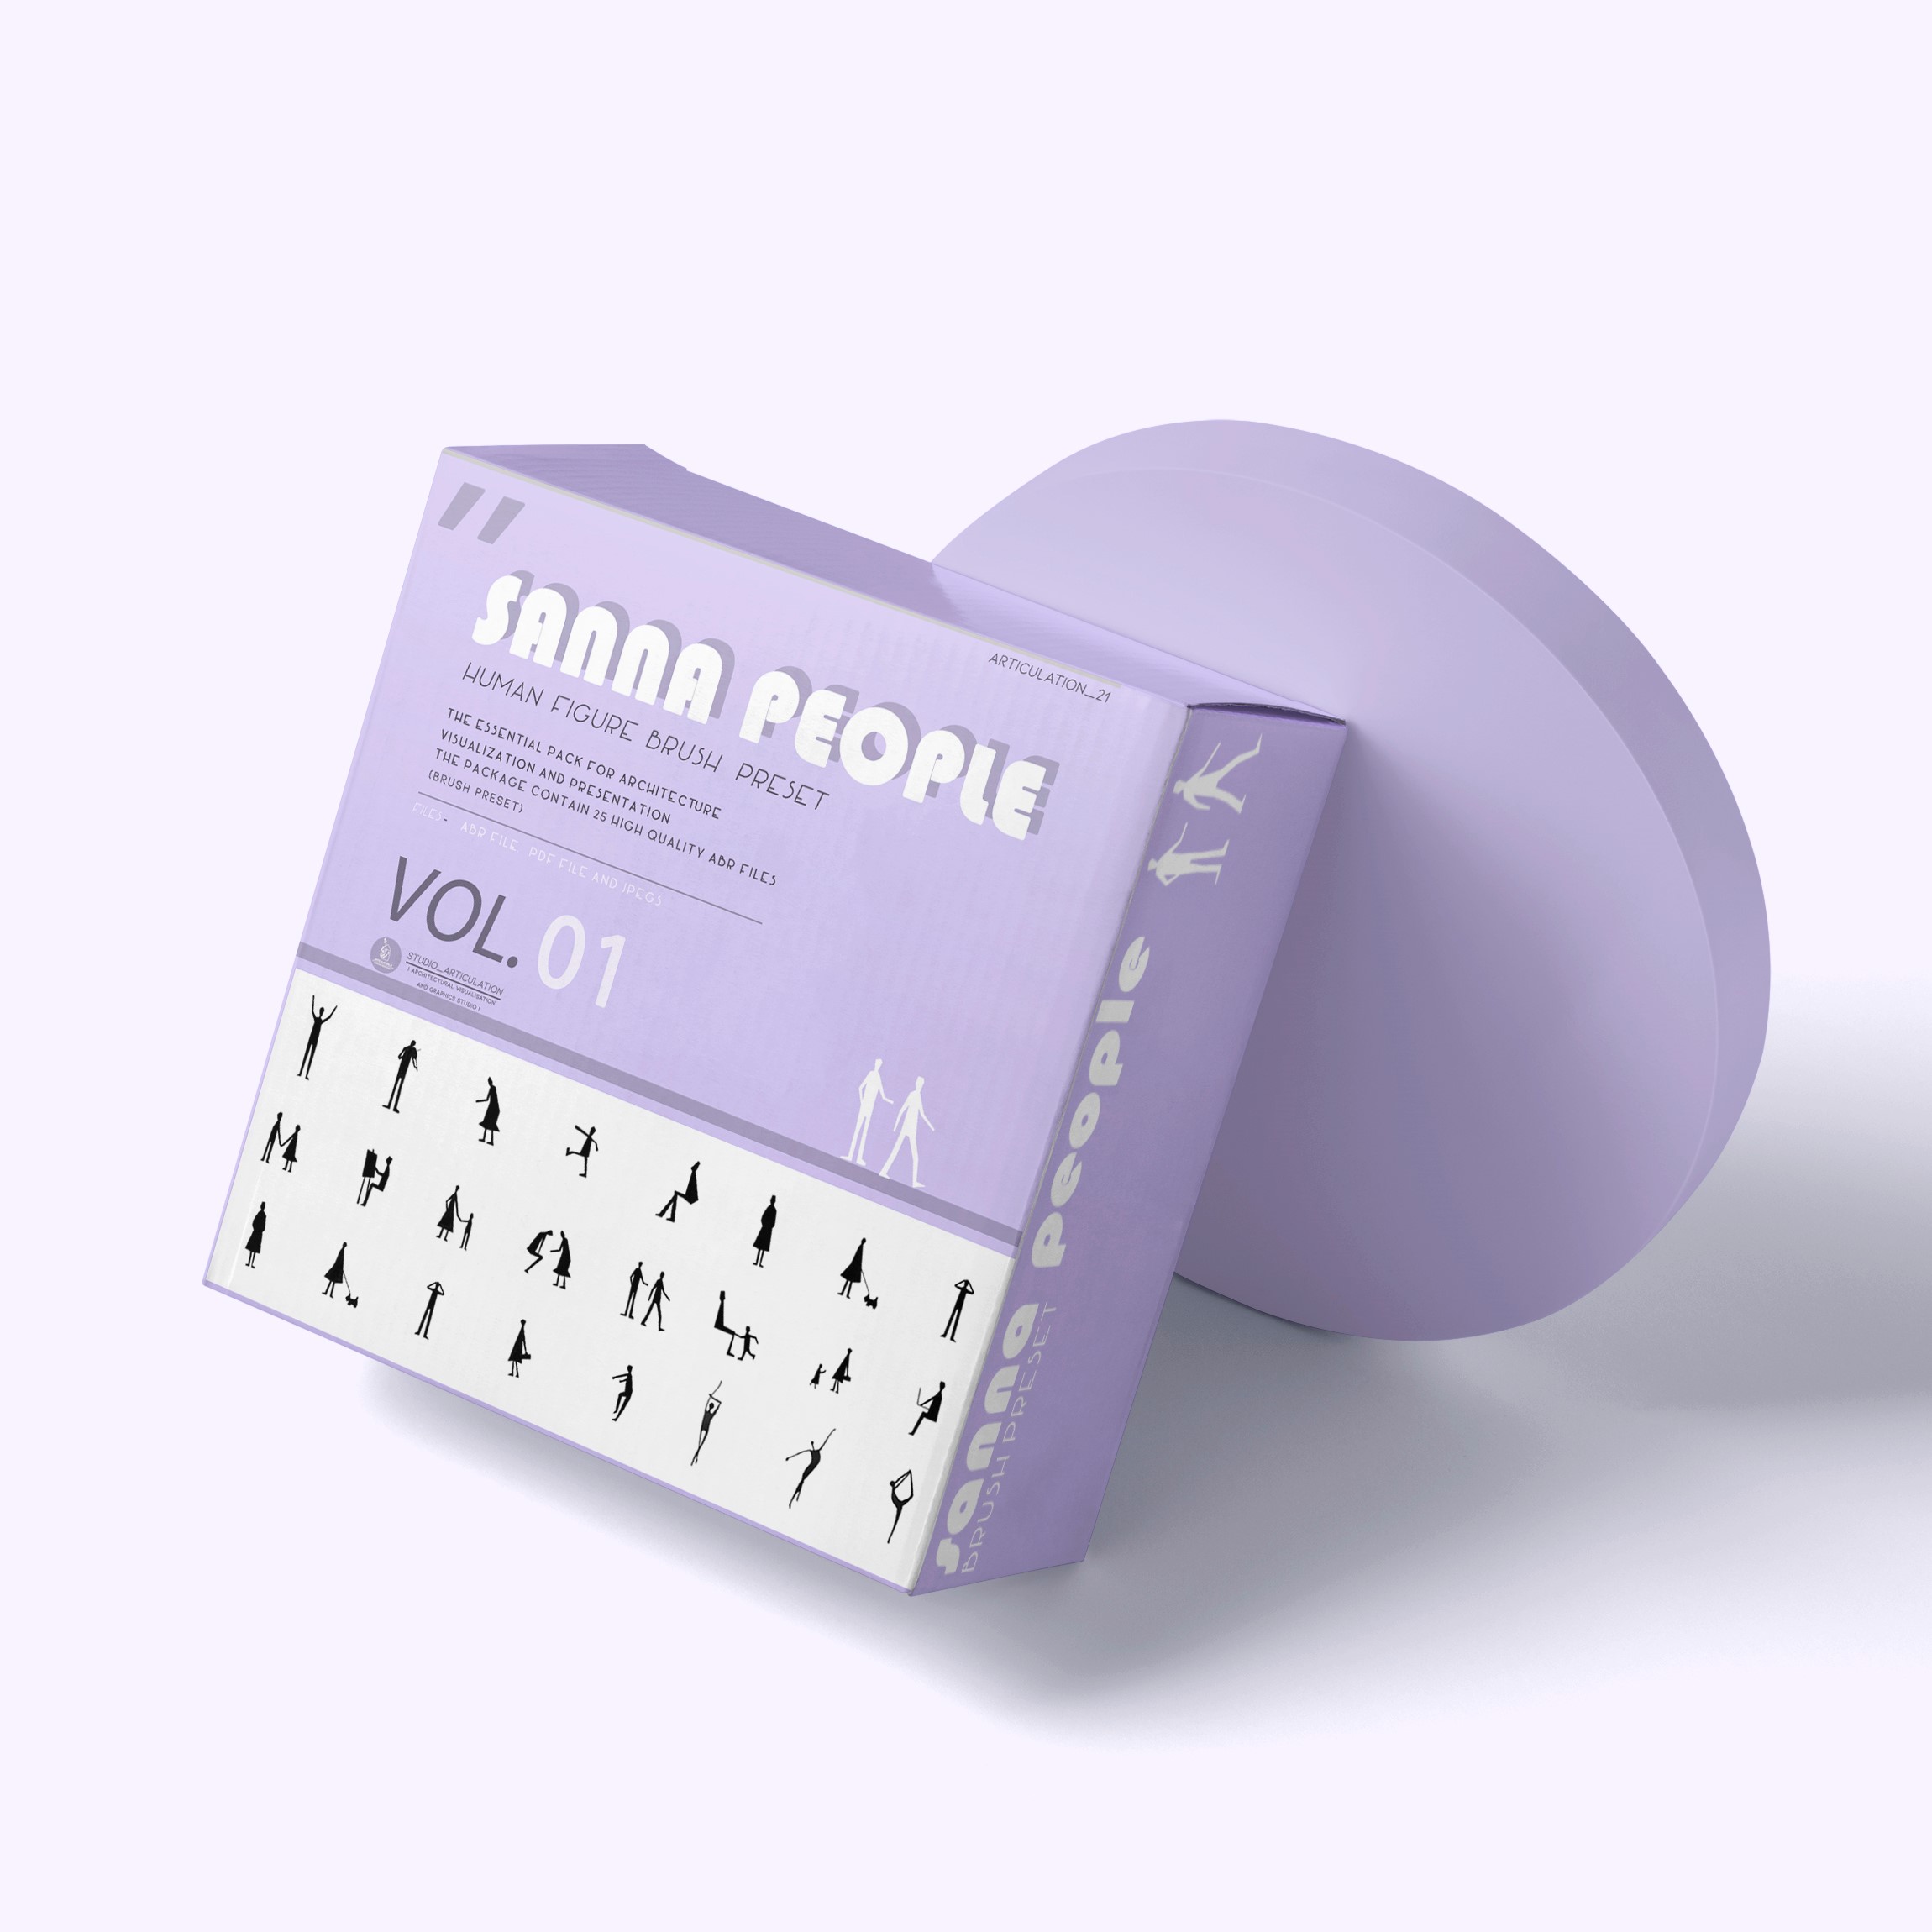 "
ARTICULATION_21
SANNA PEOPLE
HUMAN FIGURE BRUSH PRESET
THE ESSENTIAL PACK FOR ARCHITECTURE
VISUALIZATION AND PRESENTATION
THE PACKAGE CONTAIN 25 HIGH QUALITY ABR FILES
(BRUSH PRESET)
FILES- ABR FILE PDF FILE AND JPEGS
VOL. 01
STUDIO_ARTICULATION
( ARCHITECTURAL VISUALISATION
AND GRAPHICS STUDIO )
sanna people
BRUSH PRESET